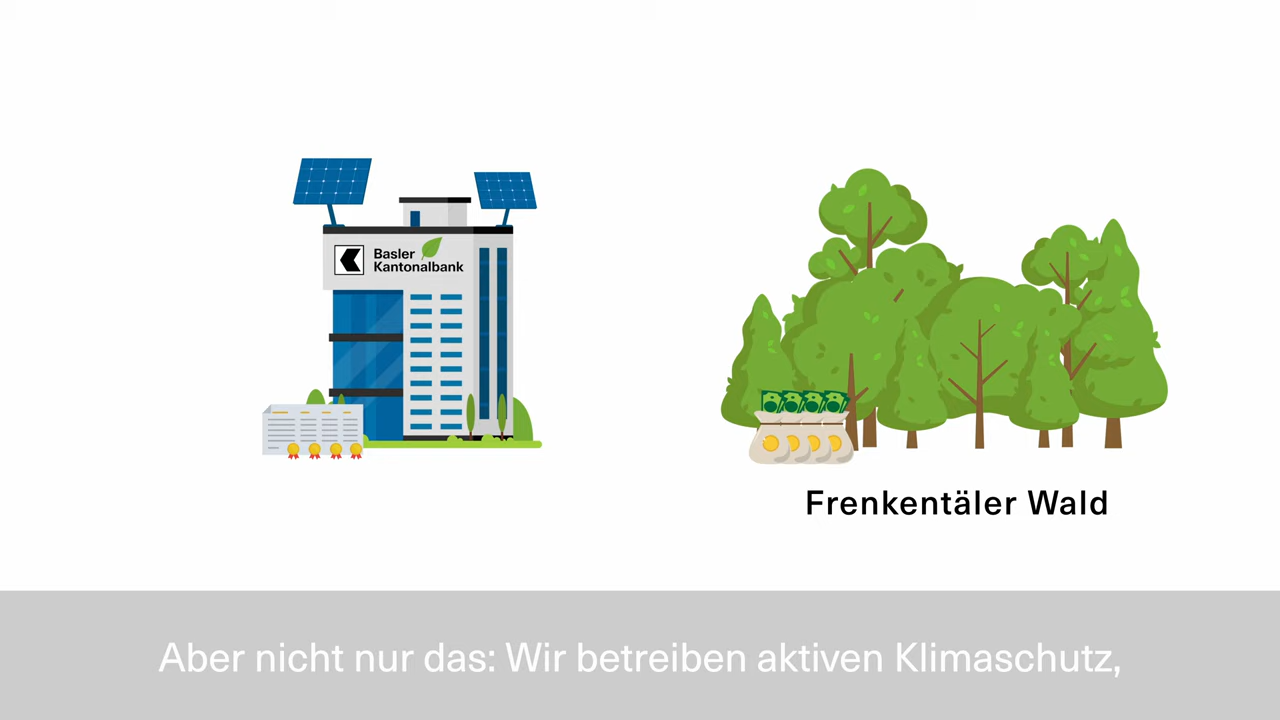 Basler
Kantonalbank
Frenkentäler Wald
Aber nicht nur das: Wir betreiben aktiven Klimaschutz,